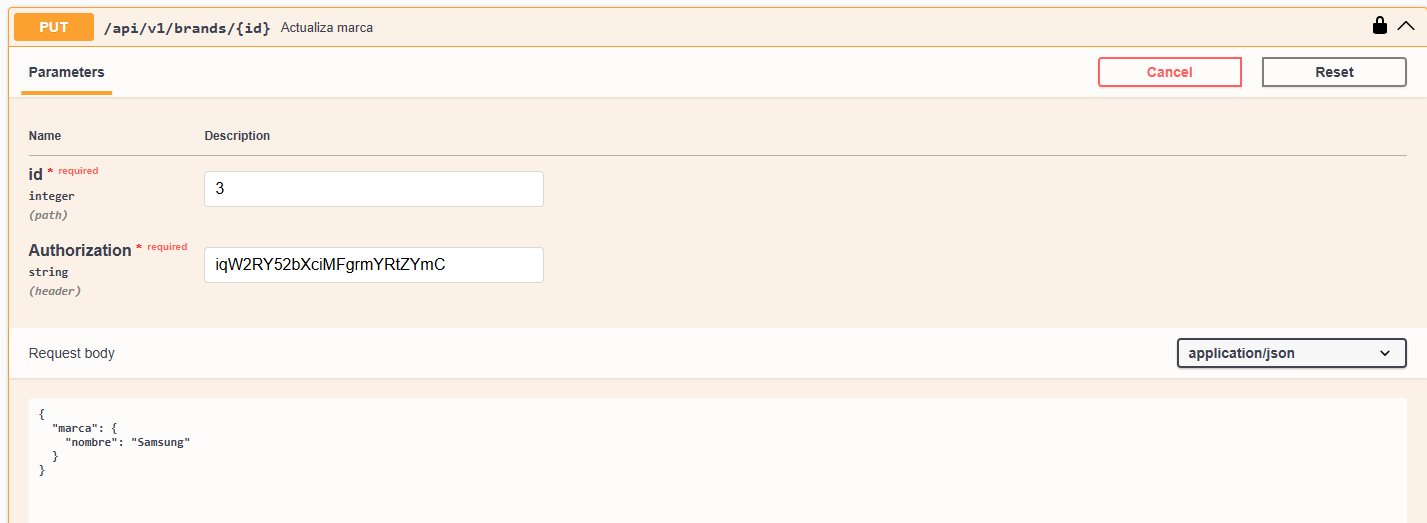 PUT /api/v1/brands/{id} Actualiza marca
Parameters Cancel Reset
Name Description
id * required 3
integer
(path)
Authorization * required iqW2RY52bXciMFgrmYRtZYmC
string
(header)
Request body application/json
{
"marca": {
"nombre": "Samsung"
}
}